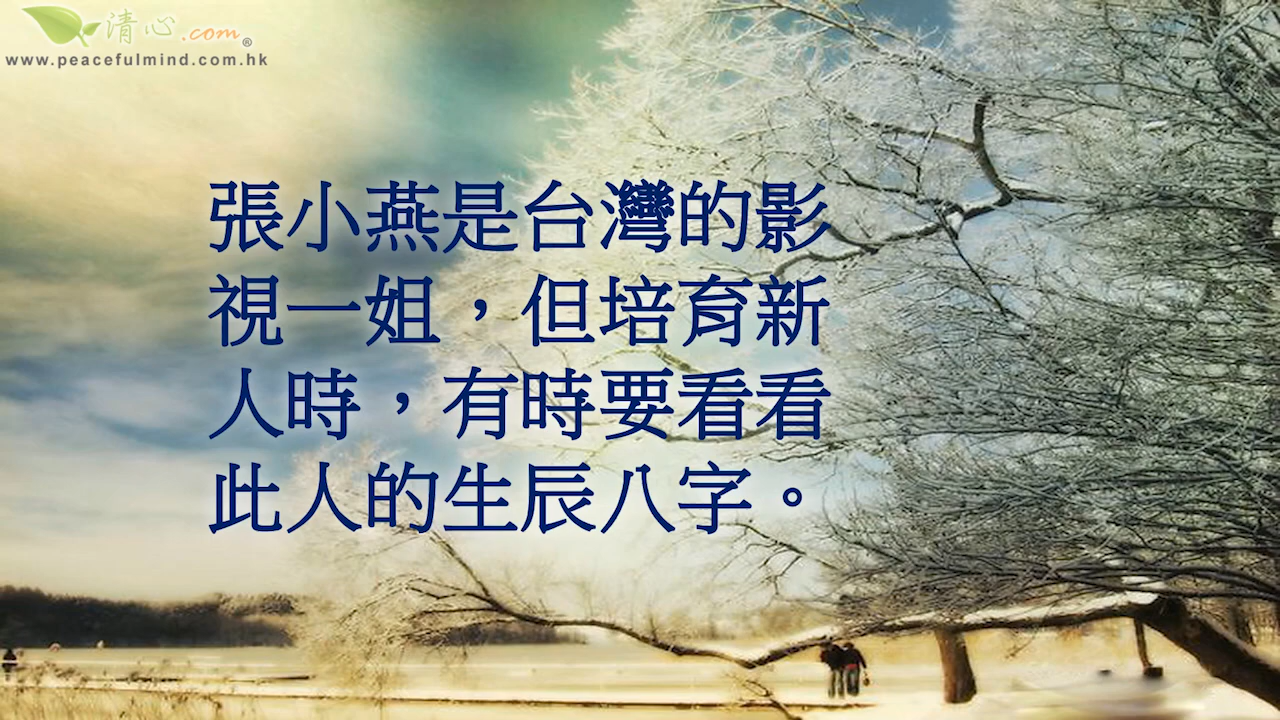 清心.com®
www.peacefulmind.com.hk
張小燕是台灣的影
視一姐，但培育新
人時，有時要看看
此人的生辰八字。